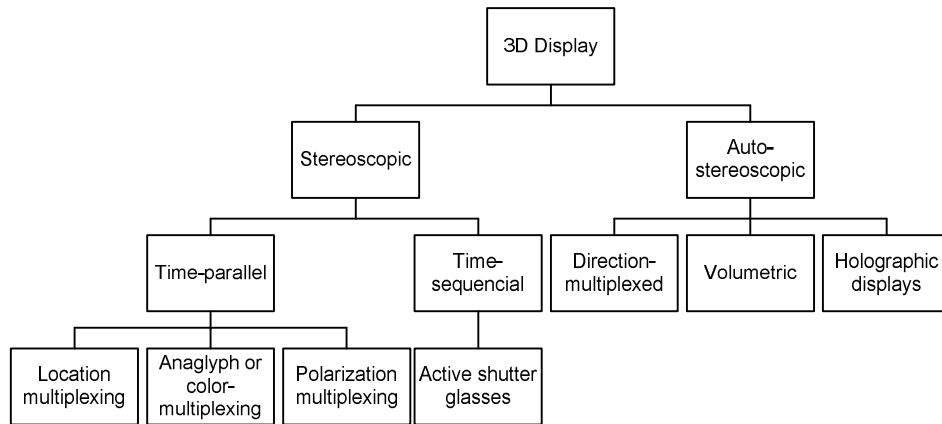 3D Display
Stereoscopic
Auto-
stereoscopic
Time-parallel
Time-
sequencial
Direction-
multiplexed
Volumetric
Holographic
displays
Location
multiplexing
Anaglyph or
color-
multiplexing
Polarization
multiplexing
Active shutter
glasses